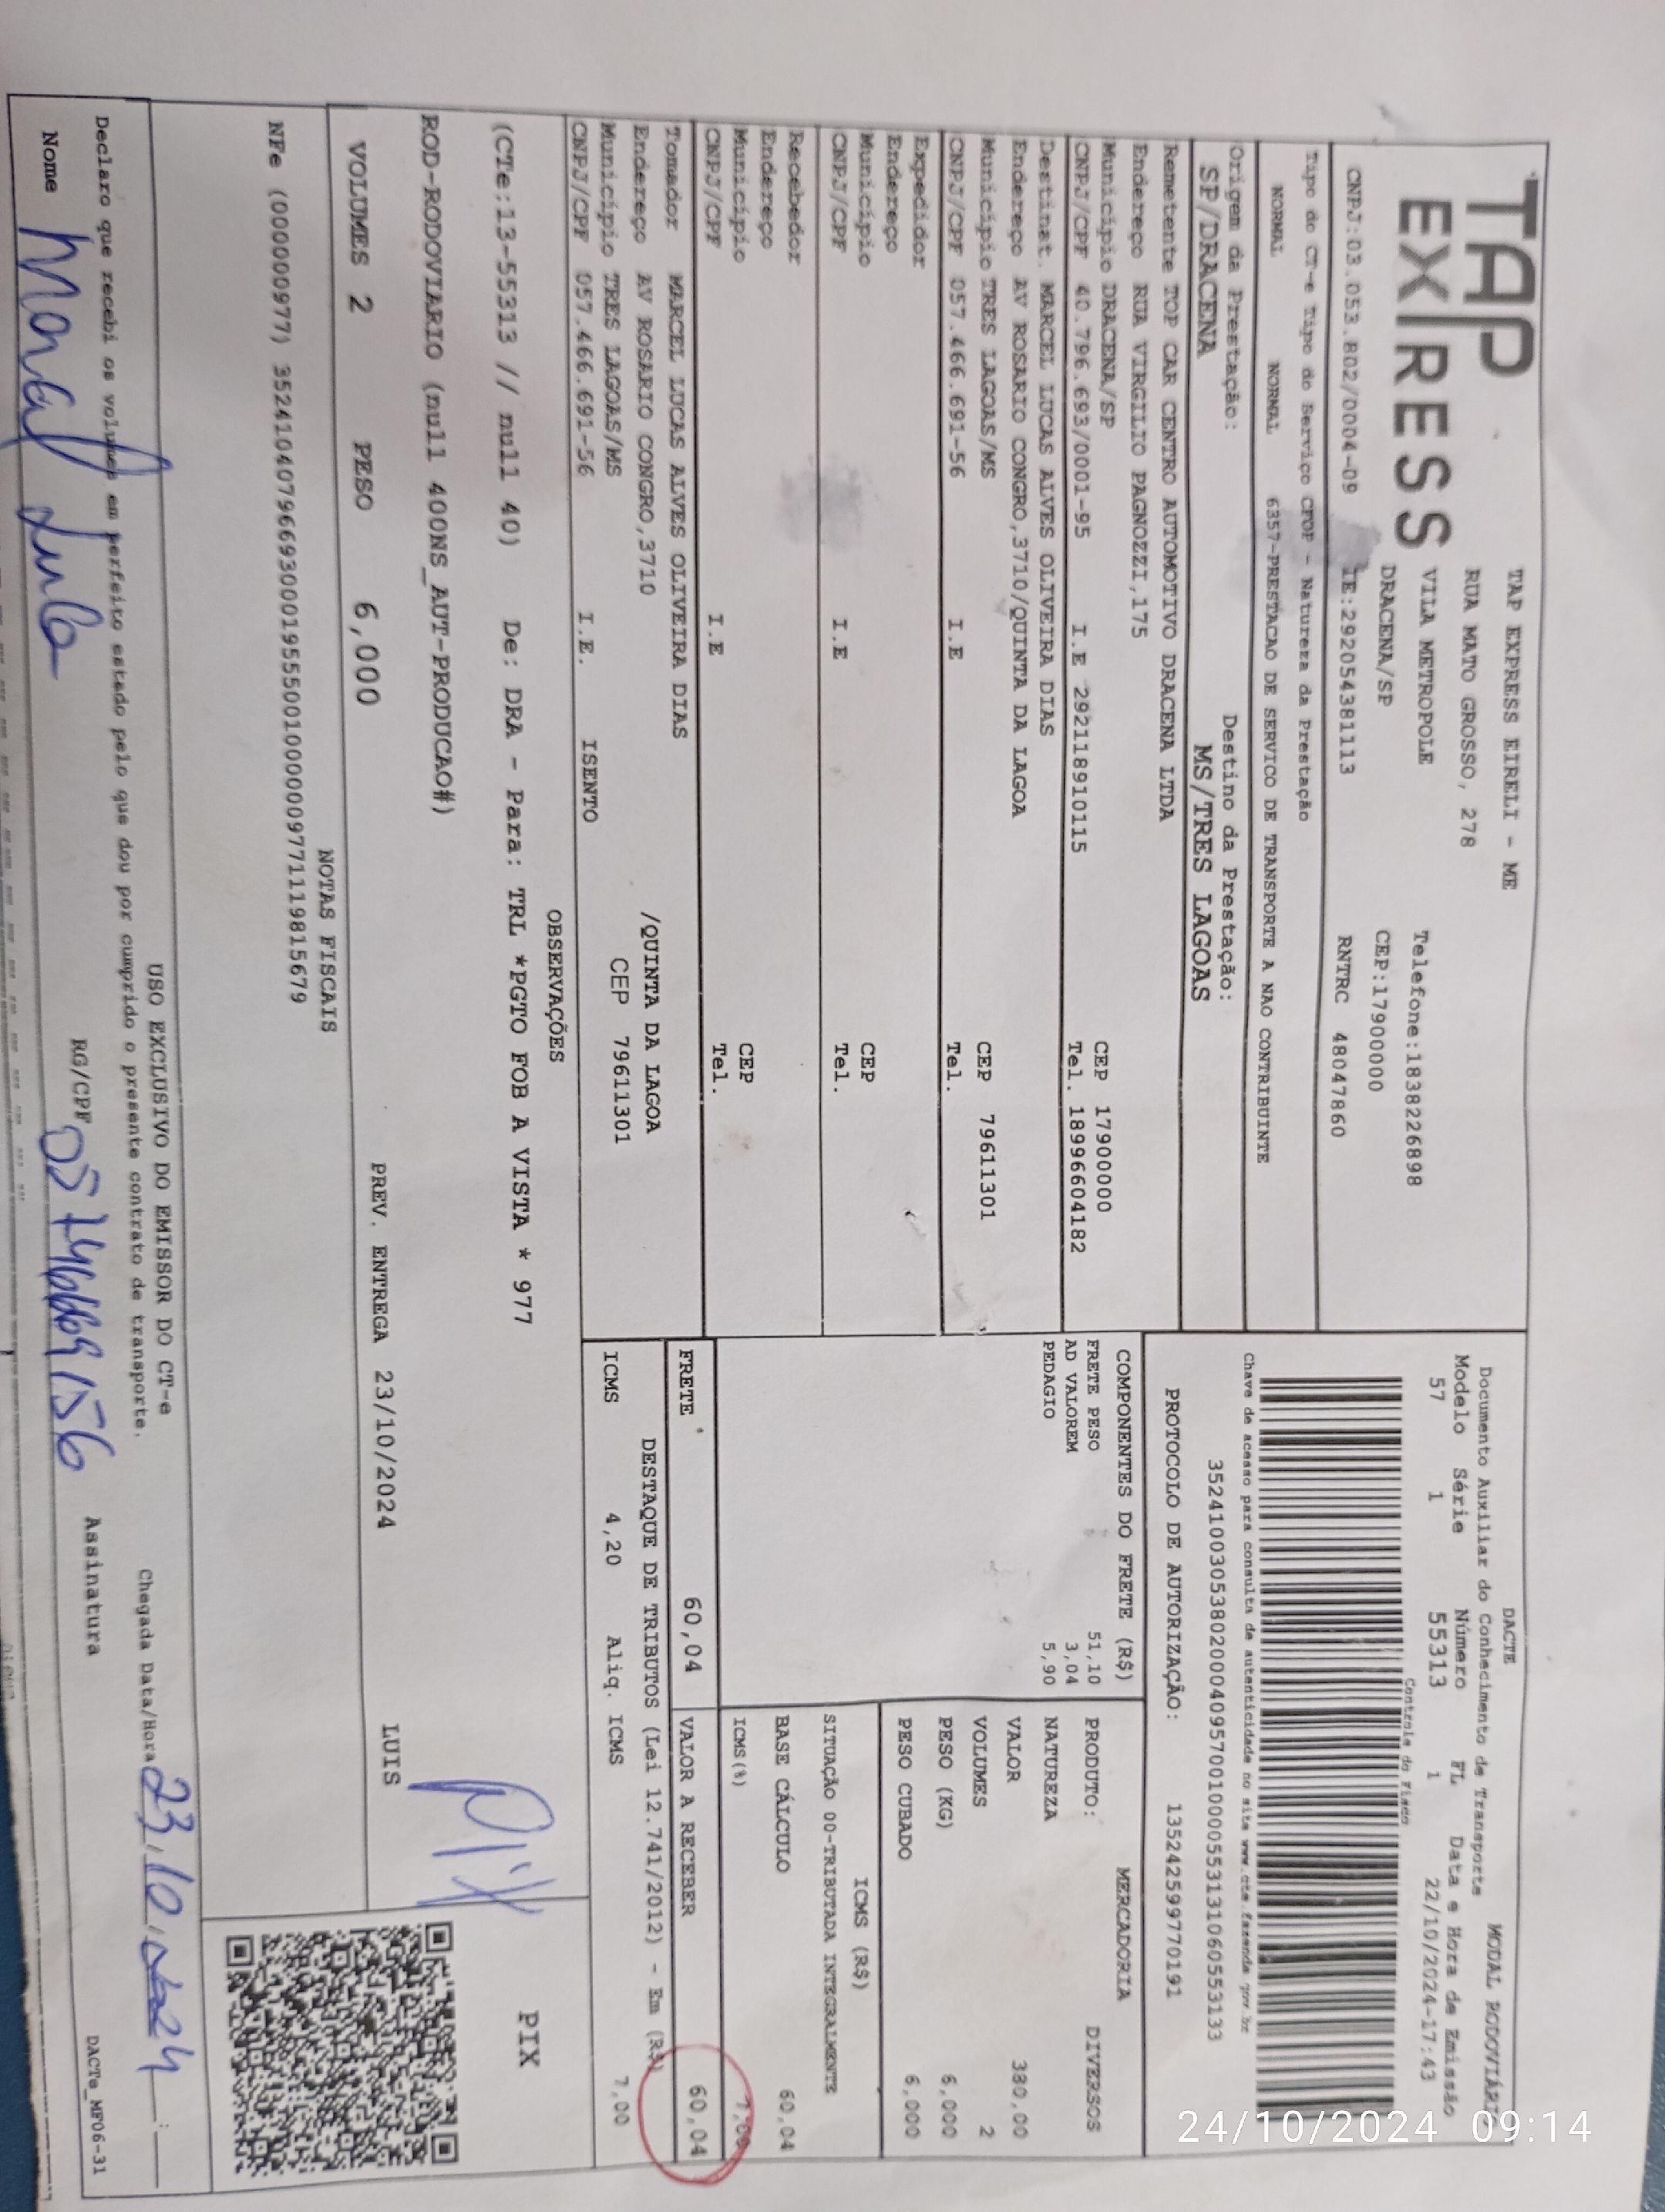 TAP
EXPRESS
TAP EXPRESS EIRELI - ME
RUA MATO GROSSO, 278
VILA METROPOLE
Telefone:1838226898
DRACENA/SP
CEP:17900000
CNPJ:03.053.802/0004-09
IE:292054381113
RNTRC 48047860
Tipo do CT-e Tipo do Serviço CFOP - Natureza da Prestação
NORMAL NORMAL 6357-PRESTACAO DE SERVICO DE TRANSPORTE A NAO CONTRIBUINTE
Origem da Prestação: Destino da Prestação:
SP/DRACENA MS/TRES LAGOAS
DACTE MODAL RODOVIÁRIO
Documento Auxiliar do Conhecimento de Transporte
Modelo Série Número FL Data e Hora de Emissão
57 1 55313 1 22/10/2024-17:43
Controle do Fisco
Chave de acesso para consulta de autenticidade no site www.cte.fazenda.gov.br
PROTOCOLO DE AUTORIZAÇÃO: 135242599770191
Remetente TOP CAR CENTRO AUTOMOTIVO DRACENA LTDA
Endereço RUA VIRGILIO PAGNOZZI,175
Município DRACENA/SP CEP 17900000
CNPJ/CPF 40.796.693/0001-95 I.E 292118910115 Tel. 18996604182
Destinat. MARCEL LUCAS ALVES OLIVEIRA DIAS
Endereço AV ROSARIO CONGRO,3710/QUINTA DA LAGOA
Município TRES LAGOAS/MS CEP 79611301
CNPJ/CPF 057.466.691-56 I.E Tel.
Expedidor
Endereço
Município CEP
CNPJ/CPF I.E Tel.
Recebedor
Endereço
Município CEP
CNPJ/CPF I.E Tel.
Tomador MARCEL LUCAS ALVES OLIVEIRA DIAS
Endereço AV ROSARIO CONGRO,3710 /QUINTA DA LAGOA
Município TRES LAGOAS/MS CEP 79611301
CNPJ/CPF 057.466.691-56 I.E. ISENTO
COMPONENTES DO FRETE (R$)
FRETE PESO 51,10
AD VALOREM 3,04
PEDAGIO 5,90
MERCADORIA
PRODUTO: DIVERSOS
NATUREZA
VALOR 380,00
VOLUMES 2
PESO (KG) 6,000
PESO CUBADO 6,000
ICMS (R$)
SITUAÇÃO 00-TRIBUTADA INTEGRALMENTE
BASE CÁLCULO 60,04
ICMS(%) 7,00
FRETE 60,04 VALOR A RECEBER 60,04
DESTAQUE DE TRIBUTOS (Lei 12.741/2012) - Em (R$)
ICMS 4,20 Aliq. ICMS 7,00
OBSERVAÇÕES
(CTe:13-55313 // null 40) De: DRA - Para: TRL *PGTO FOB A VISTA * 977
ROD-RODOVIARIO (null 400NS_AUT-PRODUCAO#)
PIX
Pix
VOLUMES 2 PESO 6,000 PREV. ENTREGA 23/10/2024 LUIS
NOTAS FISCAIS
USO EXCLUSIVO DO EMISSOR DO CT-e
Declaro que recebi os volumes em perfeito estado pelo que dou por cumprido o presente contrato de transporte.
Chegada Data/Hora 23,10,2024 :
Nome RG/CPF 05746669156 Assinatura
DACTe_MF06-31
24/10/2024 09:14